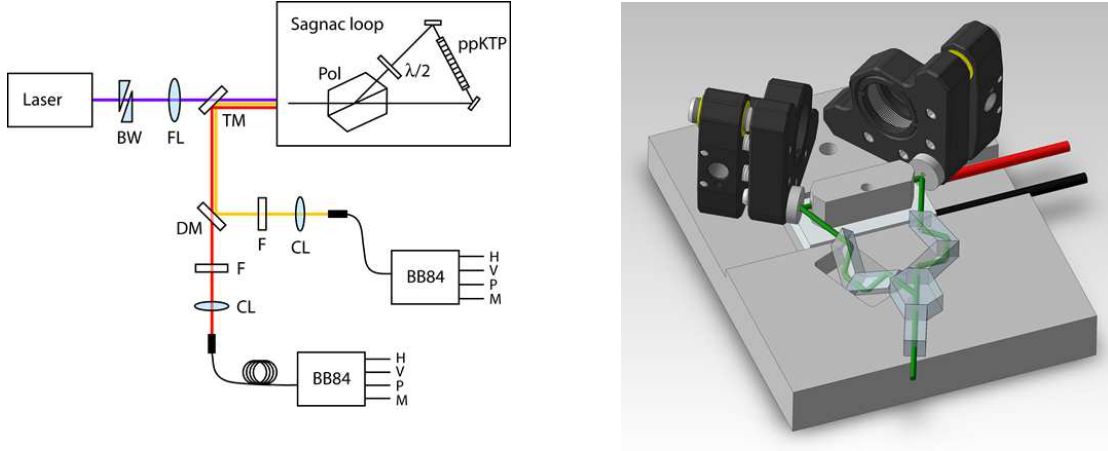 Sagnac loop
ppKTP
λ/2
Pol
Laser
BW
FL
TM
DM
F
CL
F
CL
BB84
H
V
P
M
BB84
H
V
P
M